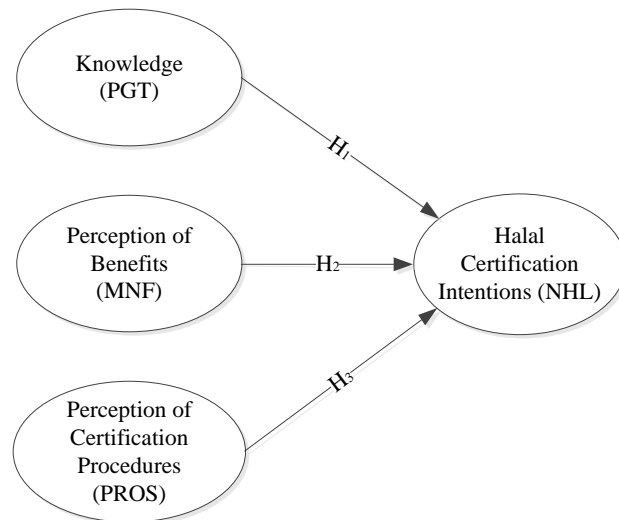 Knowledge
(PGT)
H₁
Perception of
Benefits
(MNF)
H₂
Halal
Certification
Intentions (NHL)
H₃
Perception of
Certification
Procedures
(PROS)